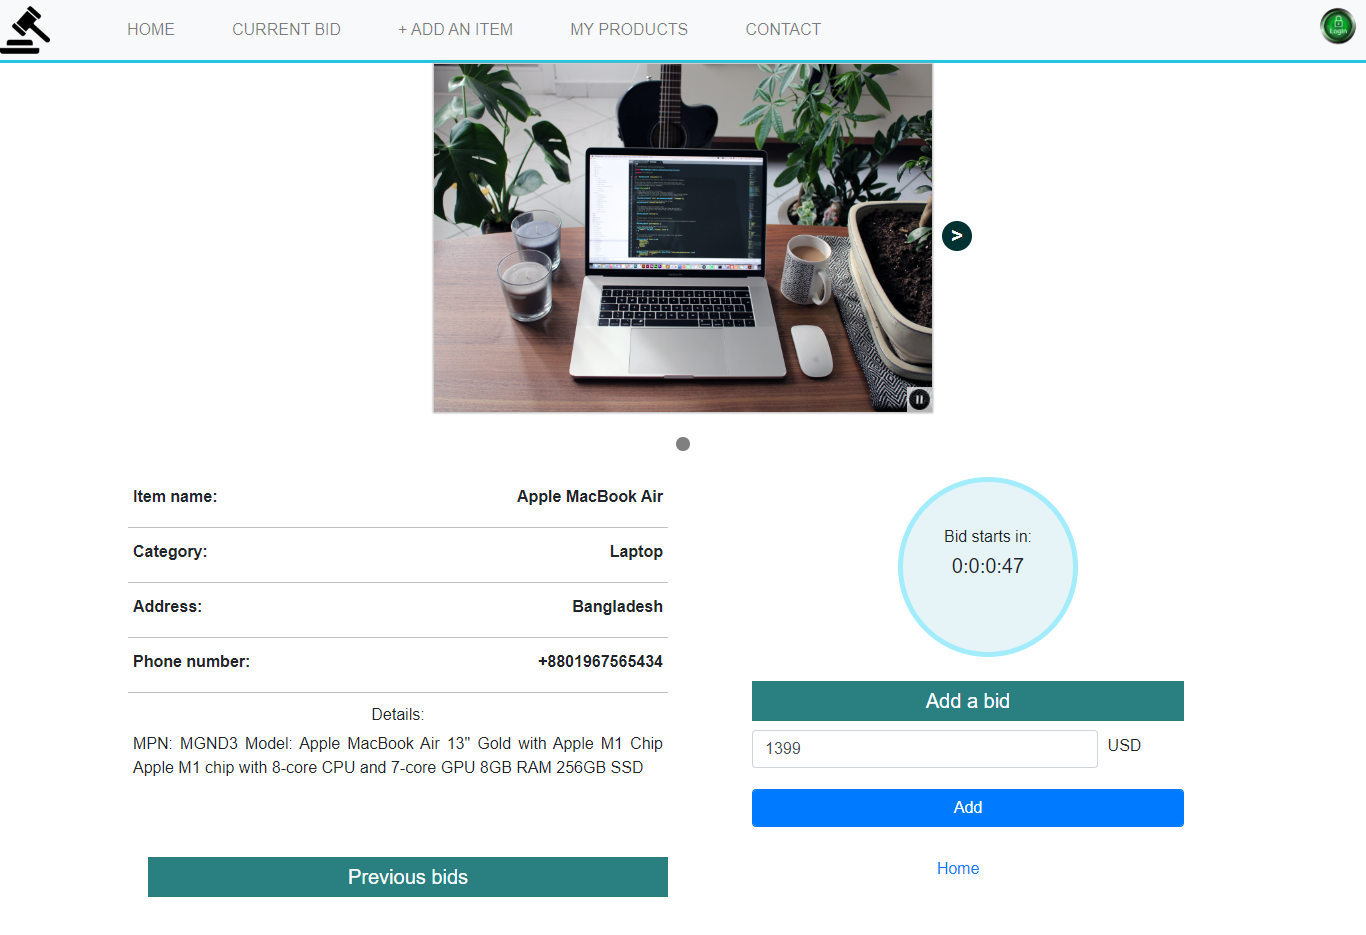 HOME CURRENT BID + ADD AN ITEM MY PRODUCTS CONTACT
Login
>
Item name: Apple MacBook Air
Category: Laptop
Address: Bangladesh
Phone number: +8801967565434
Details:
MPN: MGND3 Model: Apple MacBook Air 13" Gold with Apple M1 Chip
Apple M1 chip with 8-core CPU and 7-core GPU 8GB RAM 256GB SSD
Previous bids
Bid starts in:
0:0:0:47
Add a bid
1399 USD
Add
Home